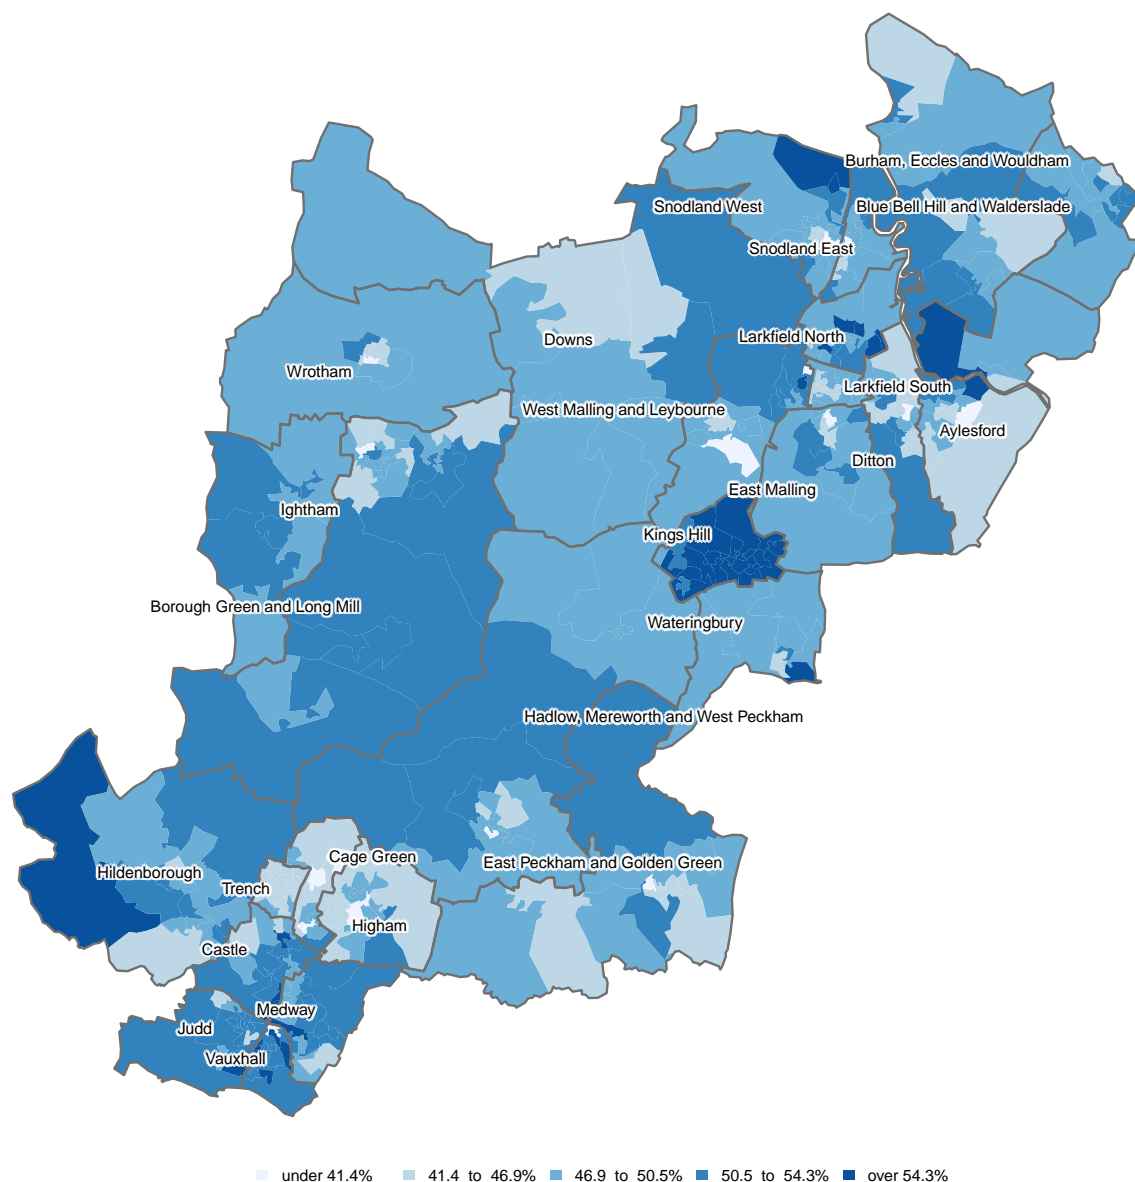 Burham, Eccles and Wouldham
Snodland West
Blue Bell Hill and Walderslade
Snodland East
Downs
Larkfield North
Wrotham
Larkfield South
West Malling and Leybourne
Aylesford
Ditton
East Malling
Ightham
Kings Hill
Borough Green and Long Mill
Wateringbury
Hadlow, Mereworth and West Peckham
Cage Green
East Peckham and Golden Green
Hildenborough
Trench
Higham
Castle
Medway
Judd
Vauxhall
under 41.4% 41.4 to 46.9% 46.9 to 50.5% 50.5 to 54.3% over 54.3%